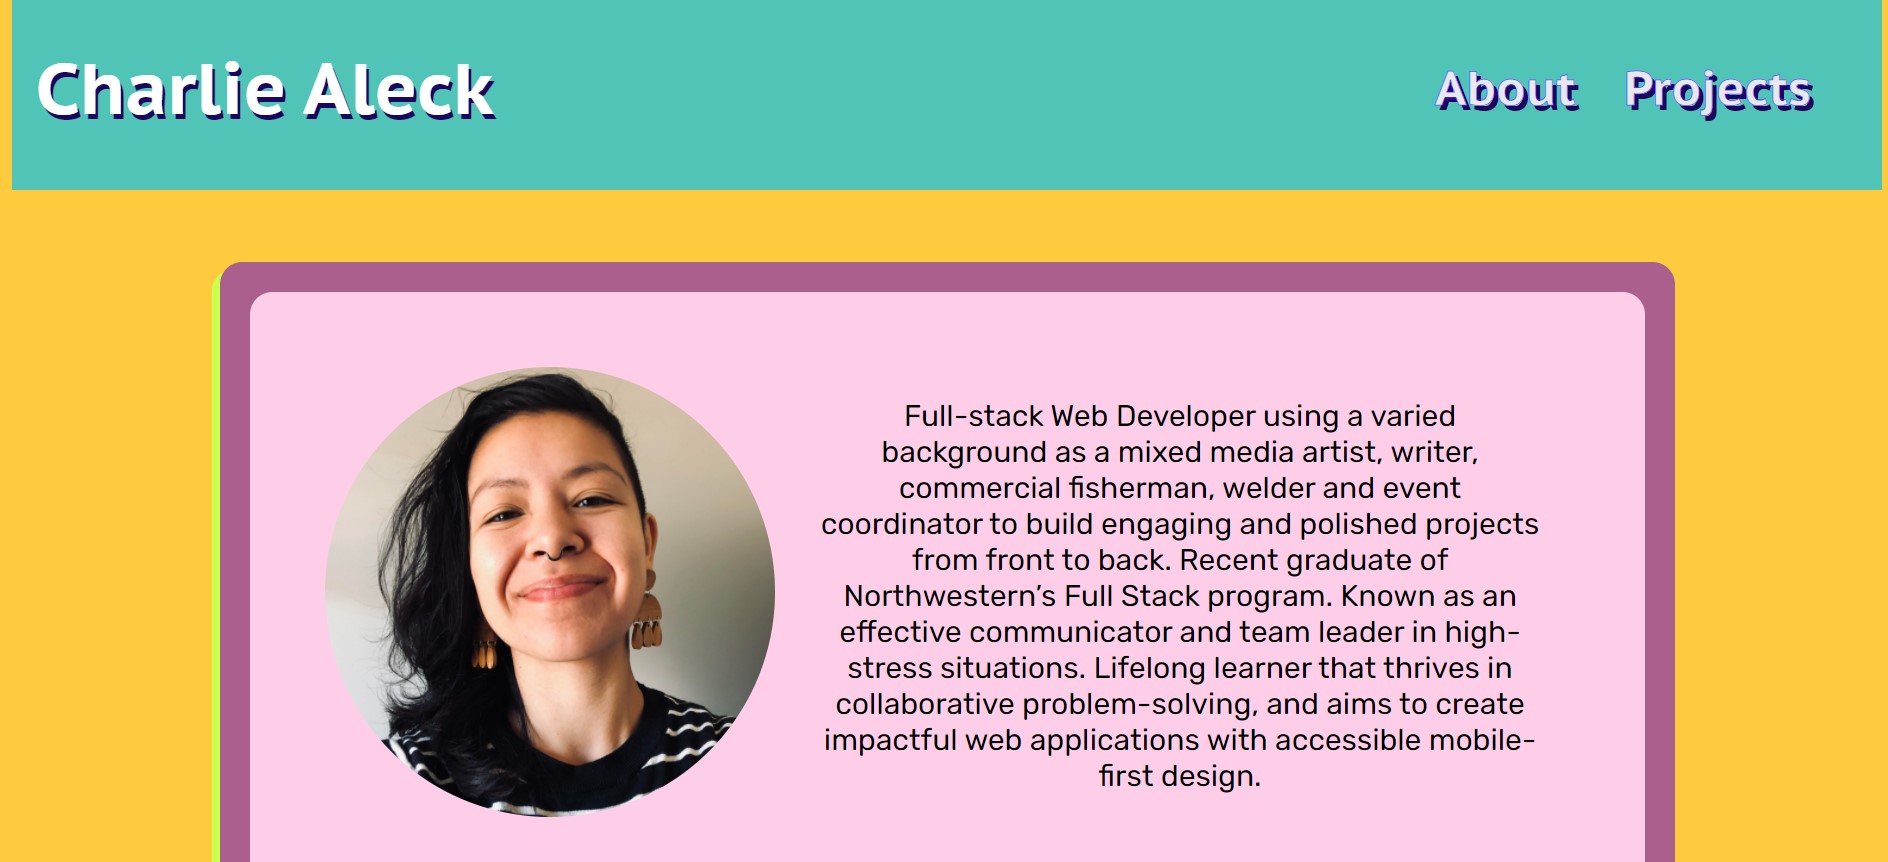 Charlie Aleck
About Projects
Full-stack Web Developer using a varied
background as a mixed media artist, writer,
commercial fisherman, welder and event
coordinator to build engaging and polished projects
from front to back. Recent graduate of
Northwestern’s Full Stack program. Known as an
effective communicator and team leader in high-
stress situations. Lifelong learner that thrives in
collaborative problem-solving, and aims to create
impactful web applications with accessible mobile-
first design.